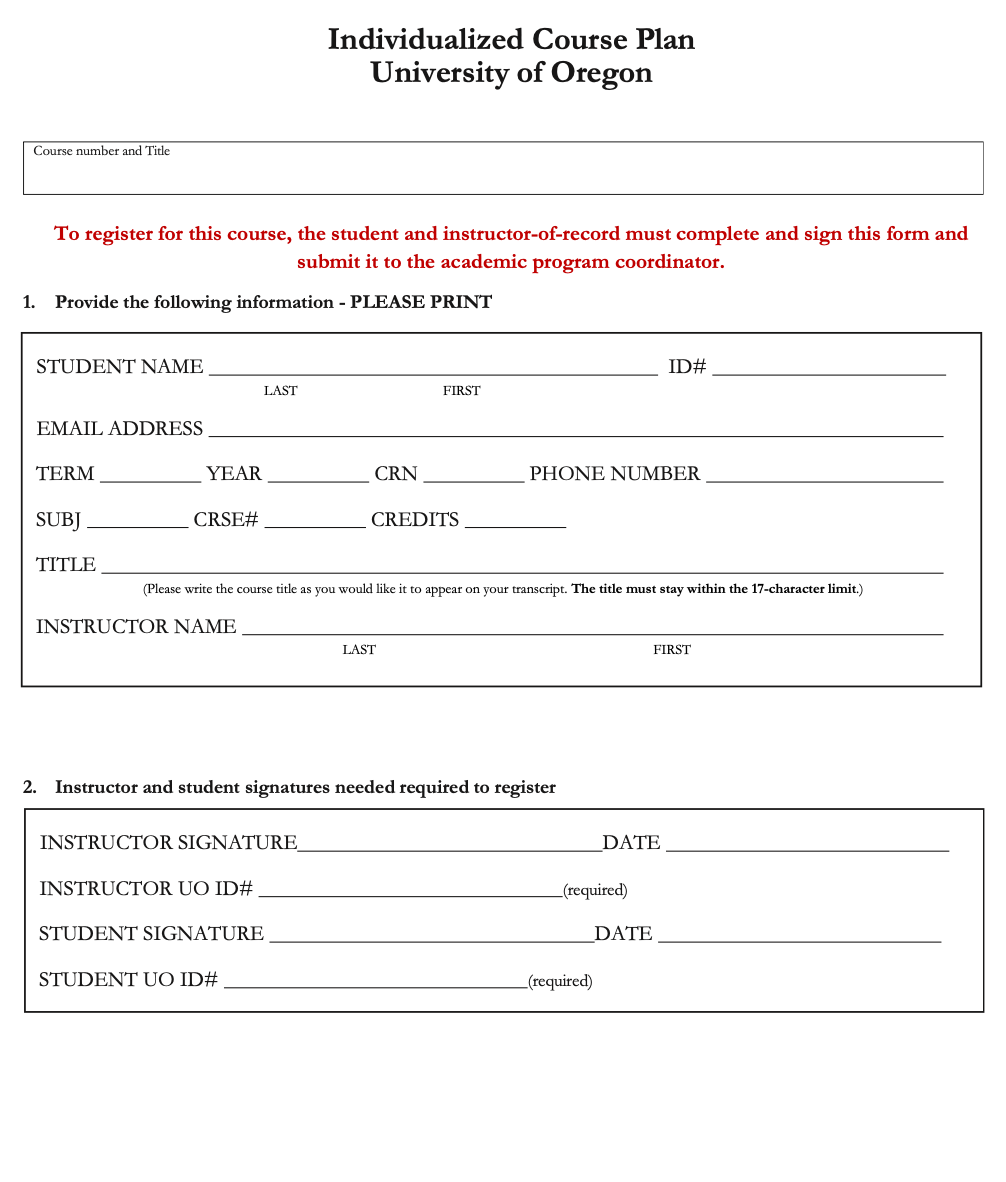 Individualized Course Plan
University of Oregon
Course number and Title
To register for this course, the student and instructor-of-record must complete and sign this form and
submit it to the academic program coordinator.
1. Provide the following information - PLEASE PRINT
STUDENT NAME ID#
LAST FIRST
EMAIL ADDRESS
TERM YEAR CRN PHONE NUMBER
SUBJ CRSE# CREDITS
TITLE
(Please write the course title as you would like it to appear on your transcript. The title must stay within the 17-character limit.)
INSTRUCTOR NAME
LAST FIRST
2. Instructor and student signatures needed required to register
INSTRUCTOR SIGNATURE DATE
INSTRUCTOR UO ID# (required)
STUDENT SIGNATURE DATE
STUDENT UO ID# (required)